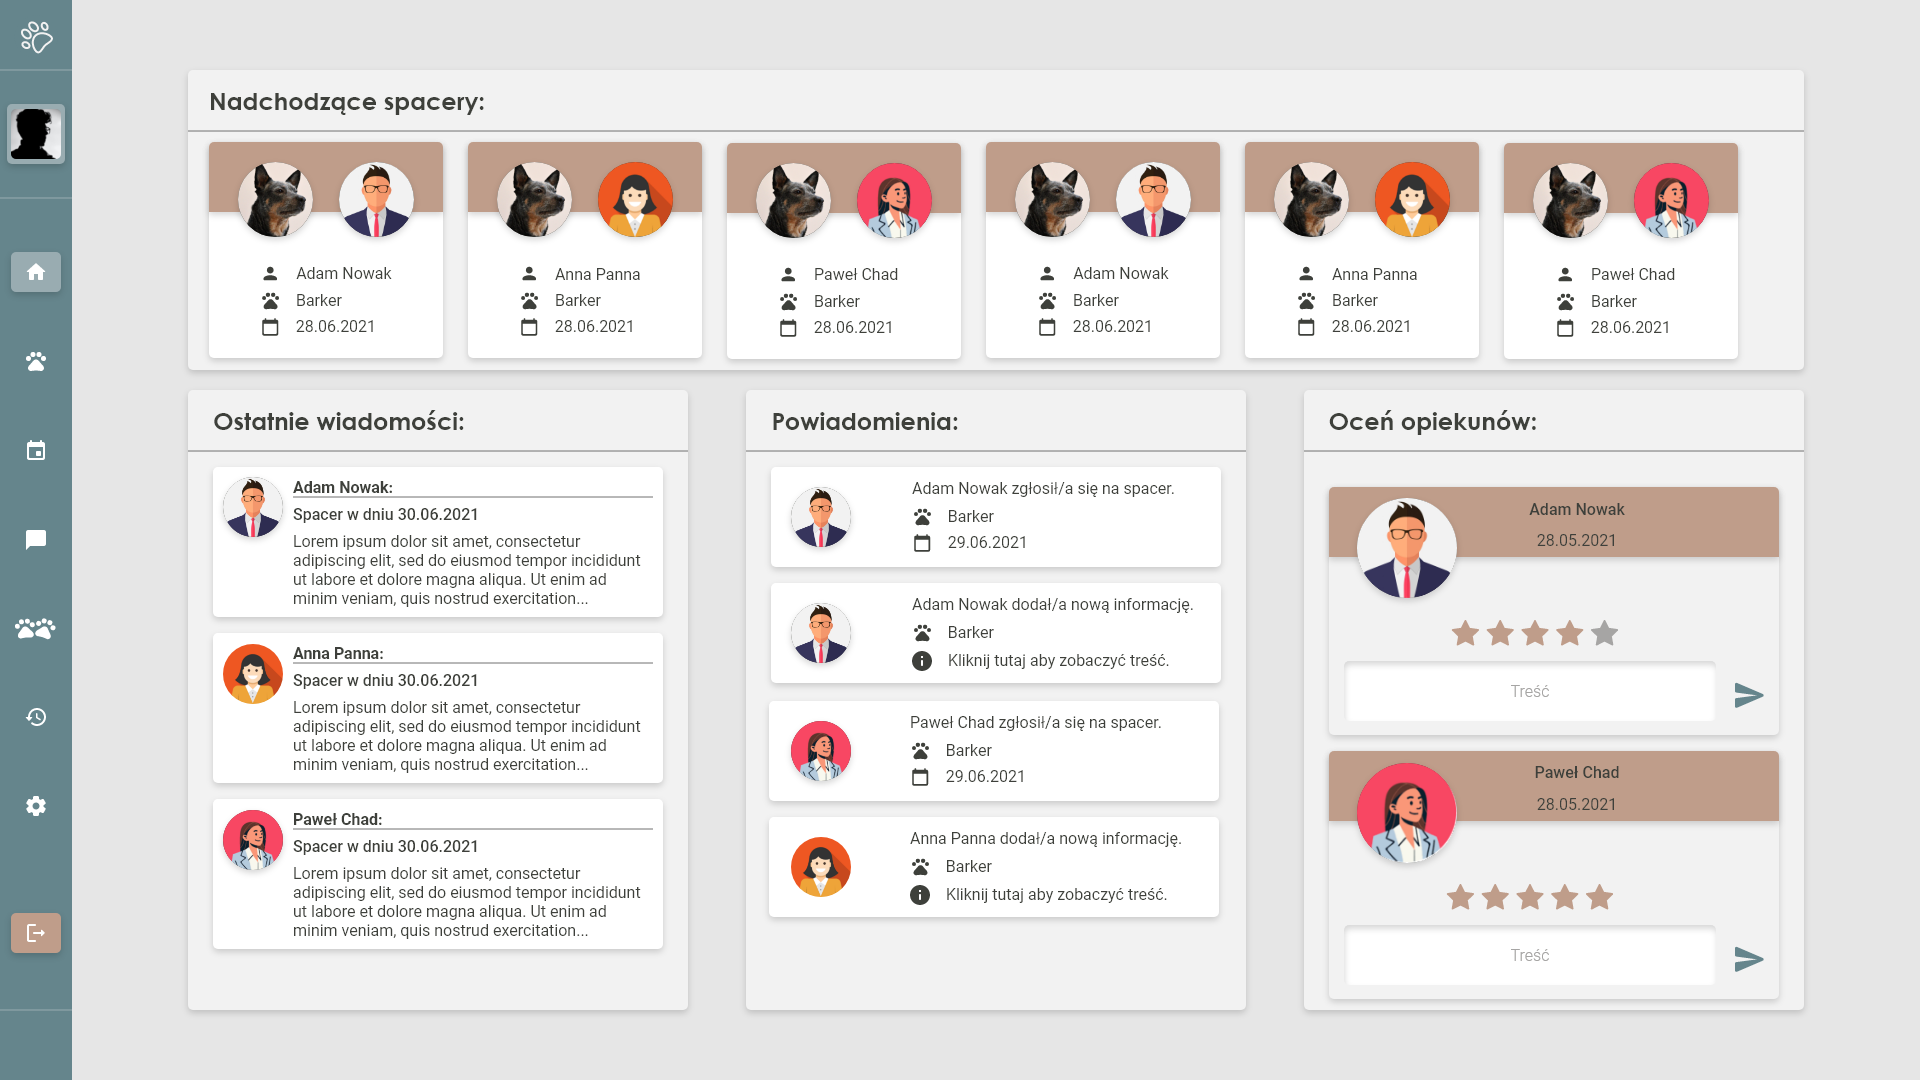 Nadchodzące spacery:
Adam Nowak
Barker
28.06.2021
Anna Panna
Barker
28.06.2021
Paweł Chad
Barker
28.06.2021
Adam Nowak
Barker
28.06.2021
Anna Panna
Barker
28.06.2021
Paweł Chad
Barker
28.06.2021
Ostatnie wiadomości:
Adam Nowak:
Spacer w dniu 30.06.2021
Lorem ipsum dolor sit amet, consectetur
adipiscing elit, sed do eiusmod tempor incididunt
ut labore et dolore magna aliqua. Ut enim ad
minim veniam, quis nostrud exercitation...
Anna Panna:
Spacer w dniu 30.06.2021
Lorem ipsum dolor sit amet, consectetur
adipiscing elit, sed do eiusmod tempor incididunt
ut labore et dolore magna aliqua. Ut enim ad
minim veniam, quis nostrud exercitation...
Paweł Chad:
Spacer w dniu 30.06.2021
Lorem ipsum dolor sit amet, consectetur
adipiscing elit, sed do eiusmod tempor incididunt
ut labore et dolore magna aliqua. Ut enim ad
minim veniam, quis nostrud exercitation...
Powiadomienia:
Adam Nowak zgłosił/a się na spacer.
Barker
29.06.2021
Adam Nowak dodał/a nową informację.
Barker
Kliknij tutaj aby zobaczyć treść.
Paweł Chad zgłosił/a się na spacer.
Barker
29.06.2021
Anna Panna dodał/a nową informację.
Barker
Kliknij tutaj aby zobaczyć treść.
Oceń opiekunów:
Adam Nowak
28.05.2021
Treść
Paweł Chad
28.05.2021
Treść